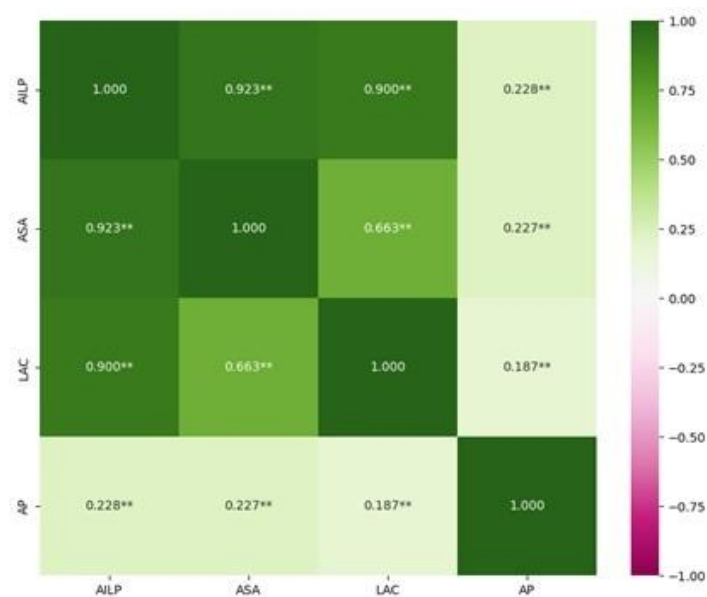 AILP 1.000 0.923** 0.900** 0.228**
ASA 0.923** 1.000 0.663** 0.227**
LAC 0.900** 0.663** 1.000 0.187**
AP 0.228** 0.227** 0.187** 1.000
AILP ASA LAC AP
1.00
0.75
0.50
0.25
0.00
−0.25
−0.50
−0.75
−1.00